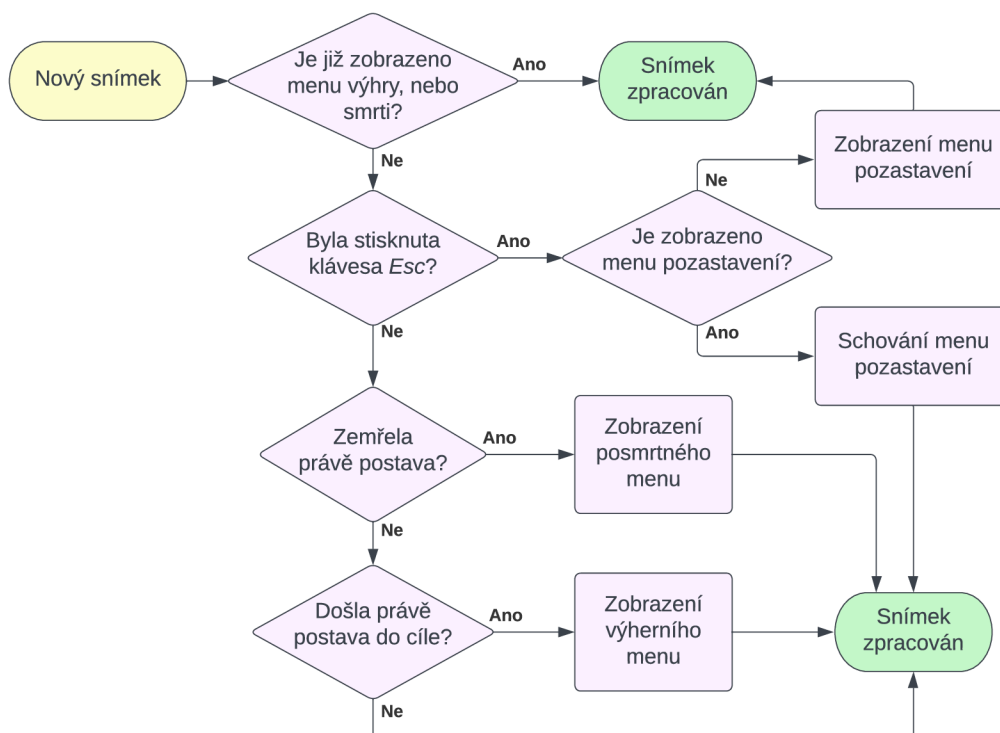 Nový snímek
Je již zobrazeno
menu výhry, nebo
smrti?
Ano
Snímek
zpracován
Ne
Zobrazení menu
pozastavení
Byla stisknuta
klávesa Esc?
Ano
Je zobrazeno
menu pozastavení?
Ne
Ano
Schování menu
pozastavení
Ne
Zemřela
právě postava?
Ano
Zobrazení
posmrtného
menu
Ne
Došla právě
postava do cíle?
Ano
Zobrazení
výherního
menu
Snímek
zpracován
Ne